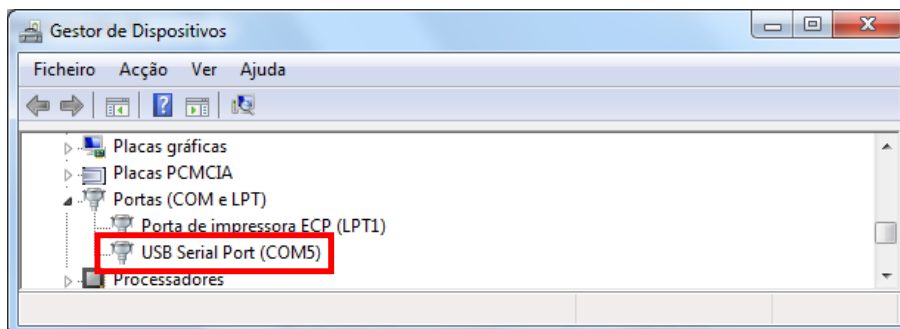 Gestor de Dispositivos
Ficheiro Acção Ver Ajuda
Placas gráficas
Placas PCMCIA
Portas (COM e LPT)
Porta de impressora ECP (LPT1)
USB Serial Port (COM5)
Processadores